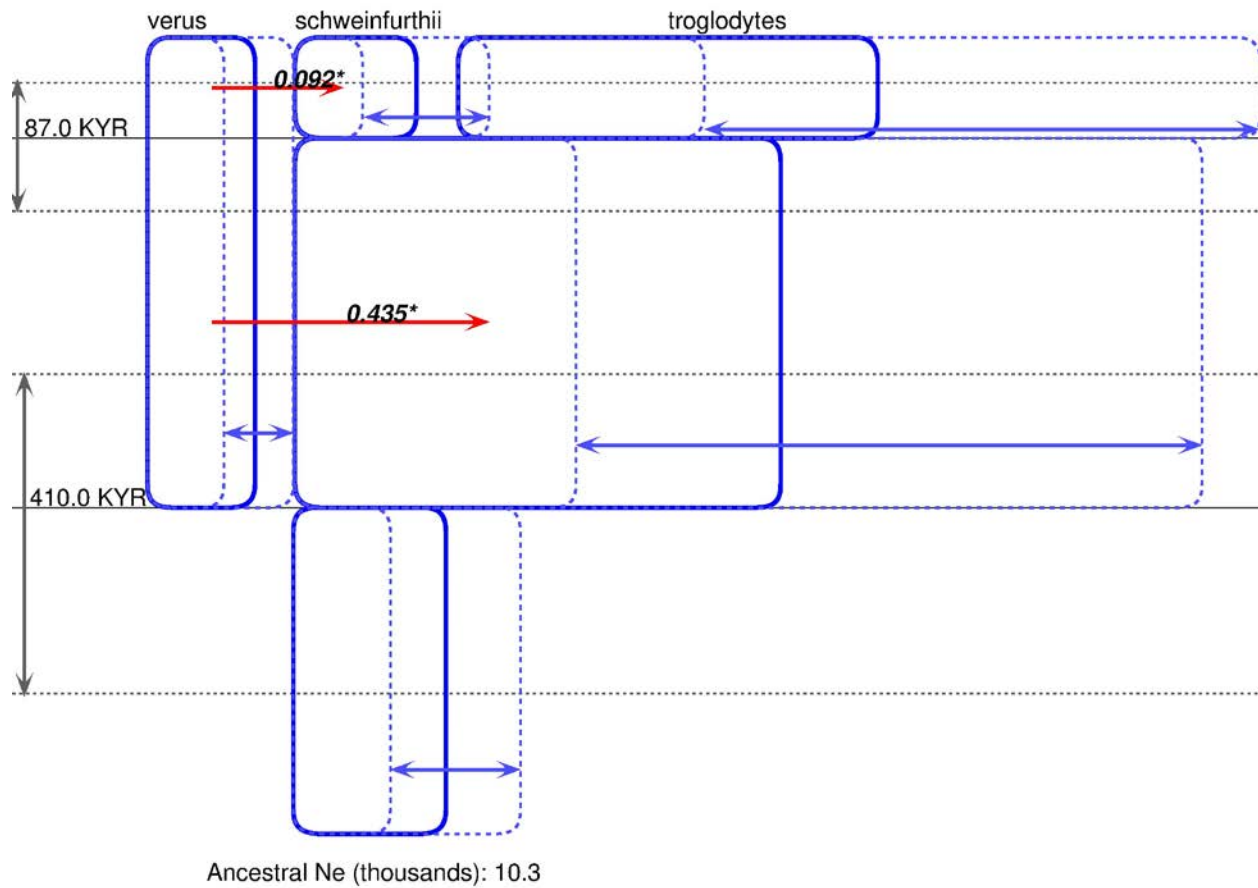 verus schweinfurthii troglodytes
0.092*
87.0 KYR
0.435*
410.0 KYR
Ancestral Ne (thousands): 10.3